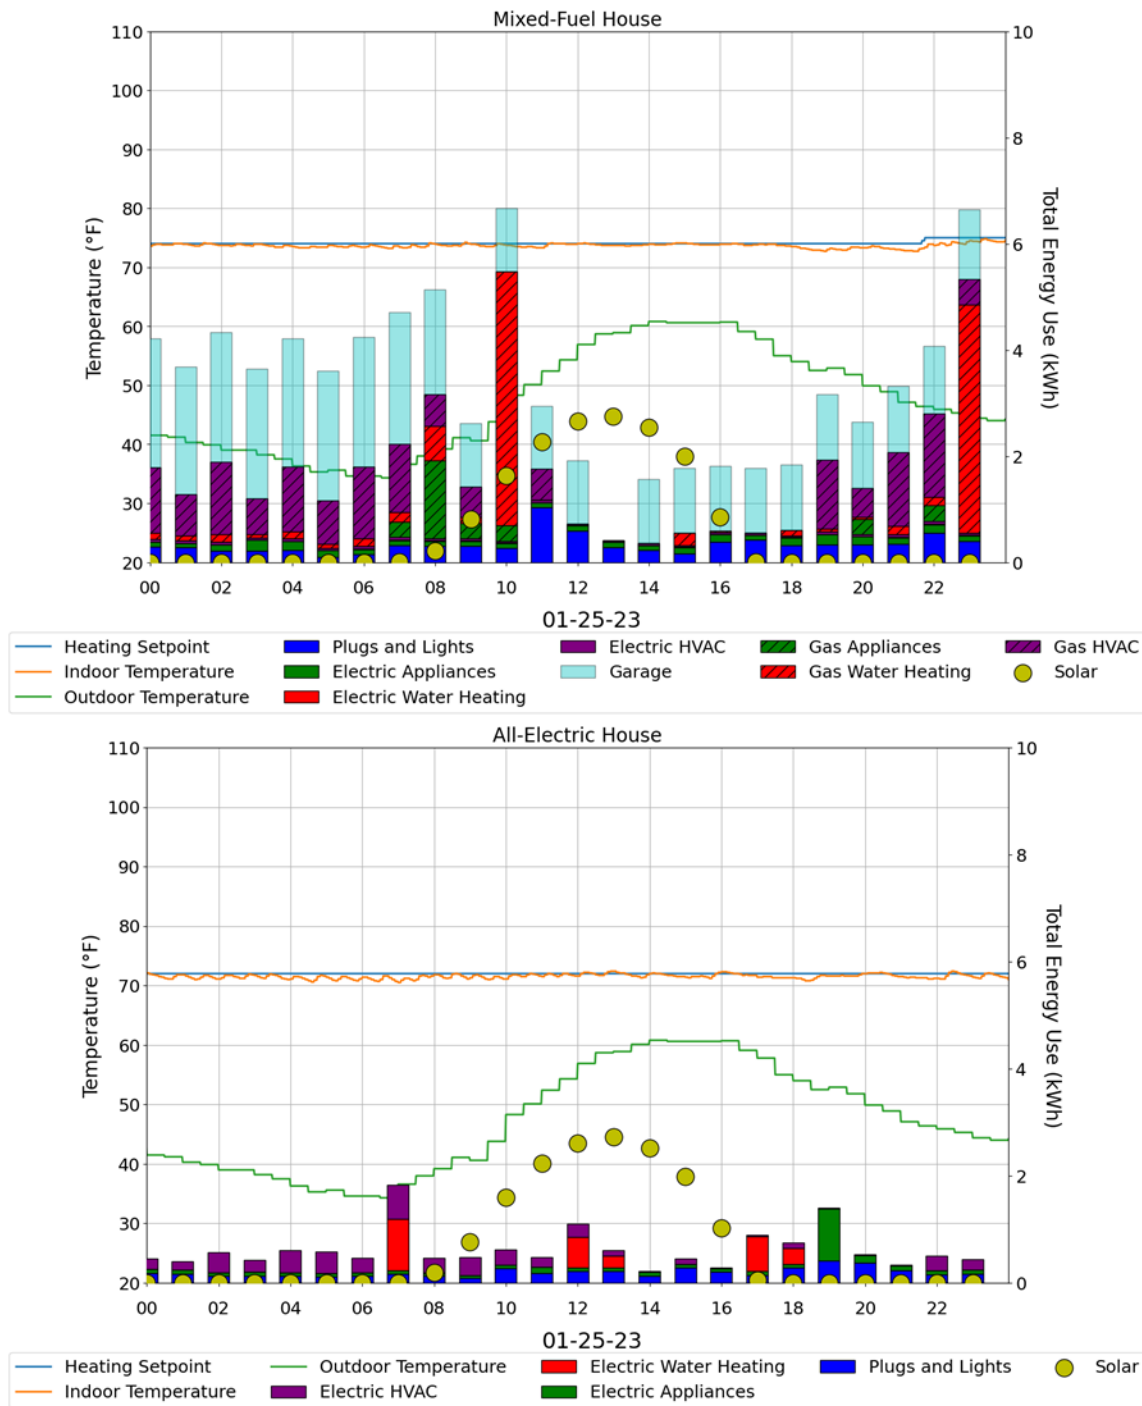 Mixed-Fuel House
110
100
90
80
70
60
50
40
30
20
Temperature (°F)
10
8
6
4
2
0
Total Energy Use (kWh)
00 02 04 06 08 10 12 14 16 18 20 22
01-25-23
Heating Setpoint Plugs and Lights Electric HVAC Gas Appliances Gas HVAC
Indoor Temperature Electric Appliances Garage Gas Water Heating Solar
Outdoor Temperature Electric Water Heating
All-Electric House
110
100
90
80
70
60
50
40
30
20
Temperature (°F)
10
8
6
4
2
0
Total Energy Use (kWh)
00 02 04 06 08 10 12 14 16 18 20 22
01-25-23
Heating Setpoint Outdoor Temperature Electric Water Heating Plugs and Lights Solar
Indoor Temperature Electric HVAC Electric Appliances